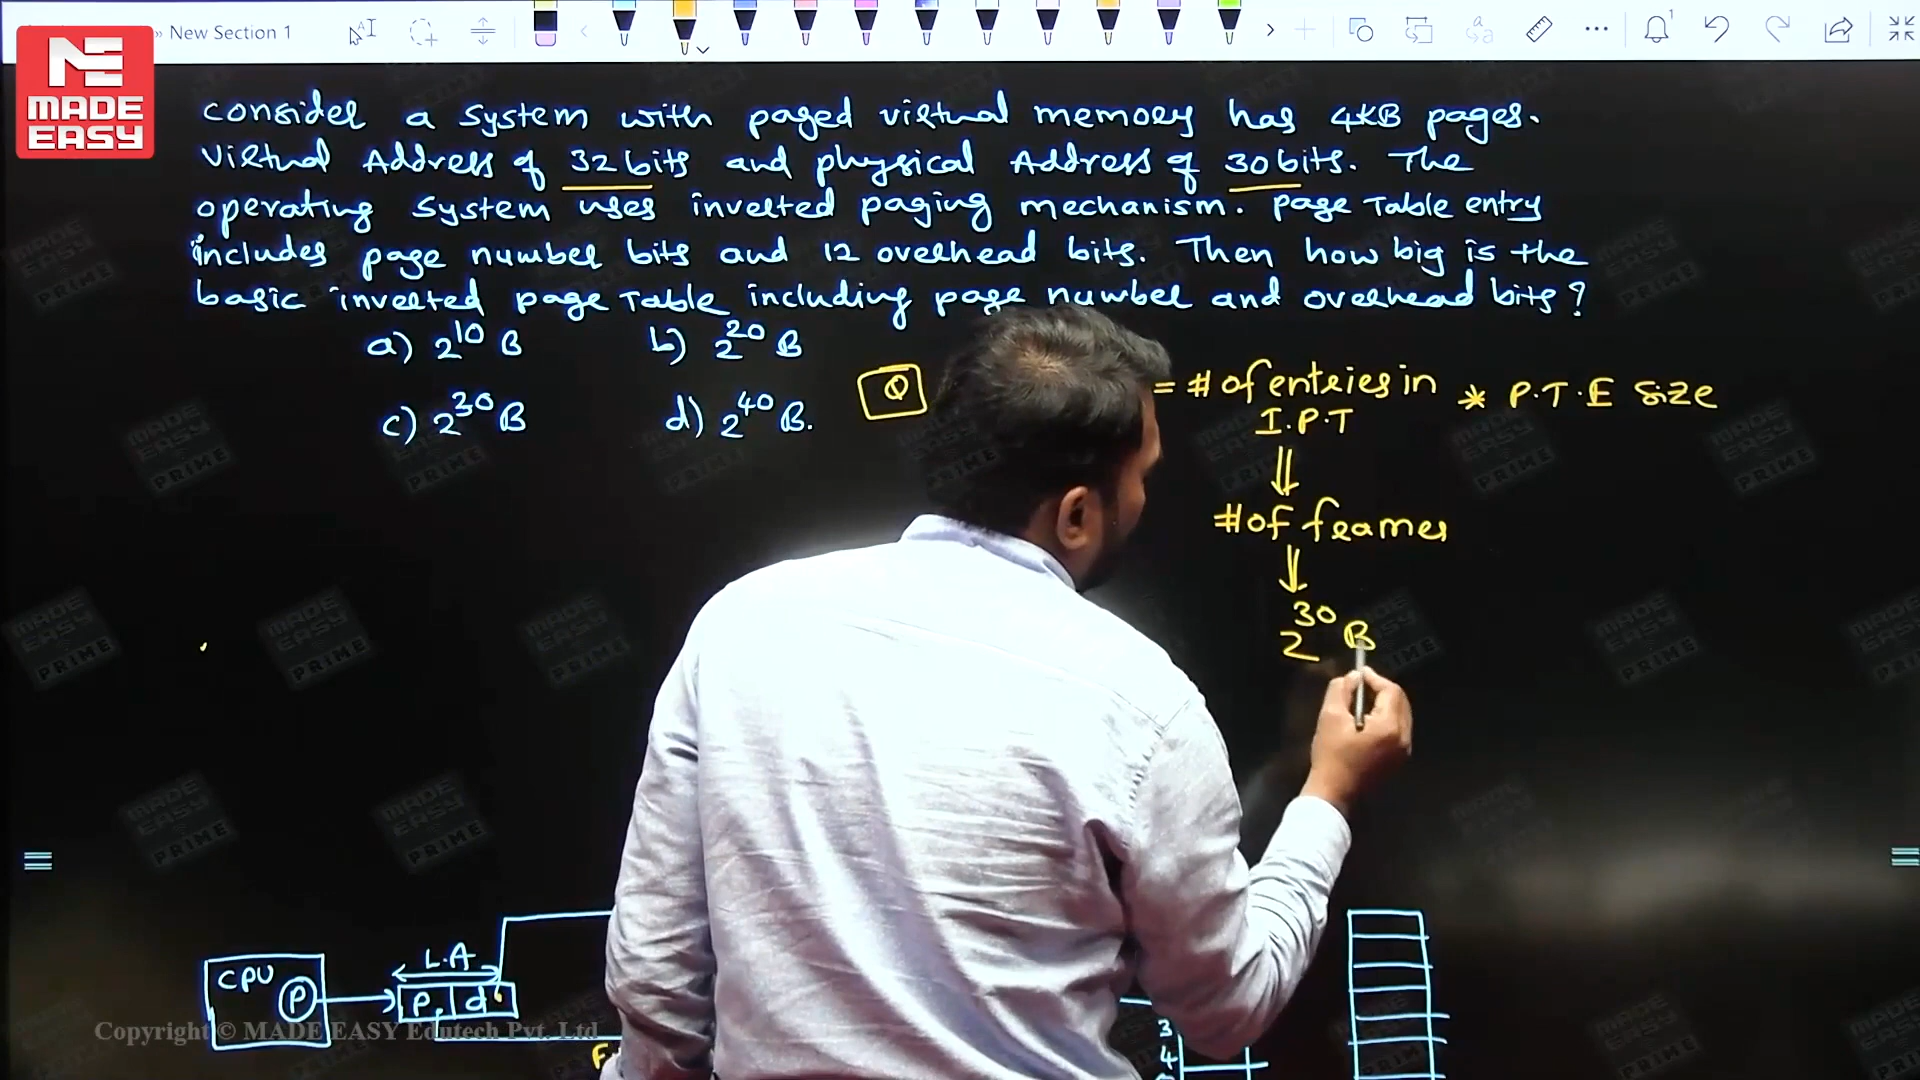 » New Section 1
MADE
EASY
Consider a System with paged virtual memory has 4KB pages.
Virtual Address of 32 bits and physical Address of 30 bits. The
operating System uses inverted paging mechanism. page Table entry
includes page number bits and 12 overhead bits. Then how big is the
basic inverted page Table including page number and overhead bits?
a) 2^10 B b) 2^20 B
c) 2^30 B d) 2^40 B.
Q
= # of entries in I.P.T * P.T.E Size
# of frames
2^30 B
CPU
P
L.A
P d
3
4
Copyright © MADE EASY Edutech Pvt. Ltd
MADE EASY PRIME